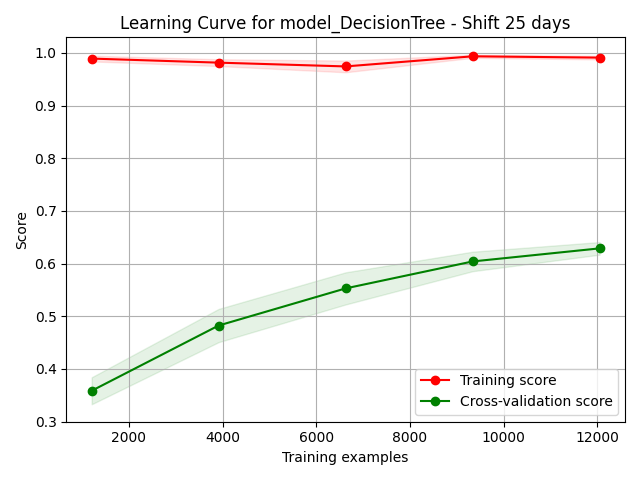 Learning Curve for model_DecisionTree - Shift 25 days
Score
1.0
0.9
0.8
0.7
0.6
0.5
0.4
0.3
Training score
Cross-validation score
2000 4000 6000 8000 10000 12000
Training examples